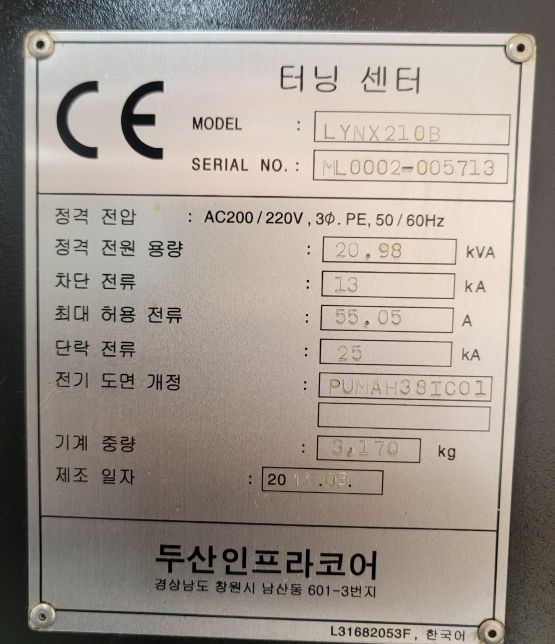 CE
터닝 센터
MODEL : LYNX210B
SERIAL NO. : ML0002-005713
정격 전압 : AC200 / 220V , 3Φ. PE, 50 / 60Hz
정격 전원 용량 : 20.98 kVA
차단 전류 : 13 kA
최대 허용 전류 : 55.05 A
단락 전류 : 25 kA
전기 도면 개정 : PUMAH38IC01
기계 중량 : 3,170 kg
제조 일자 : 2011.03.
두산인프라코어
경상남도 창원시 남산동 601-3번지
L31682053F , 한국어